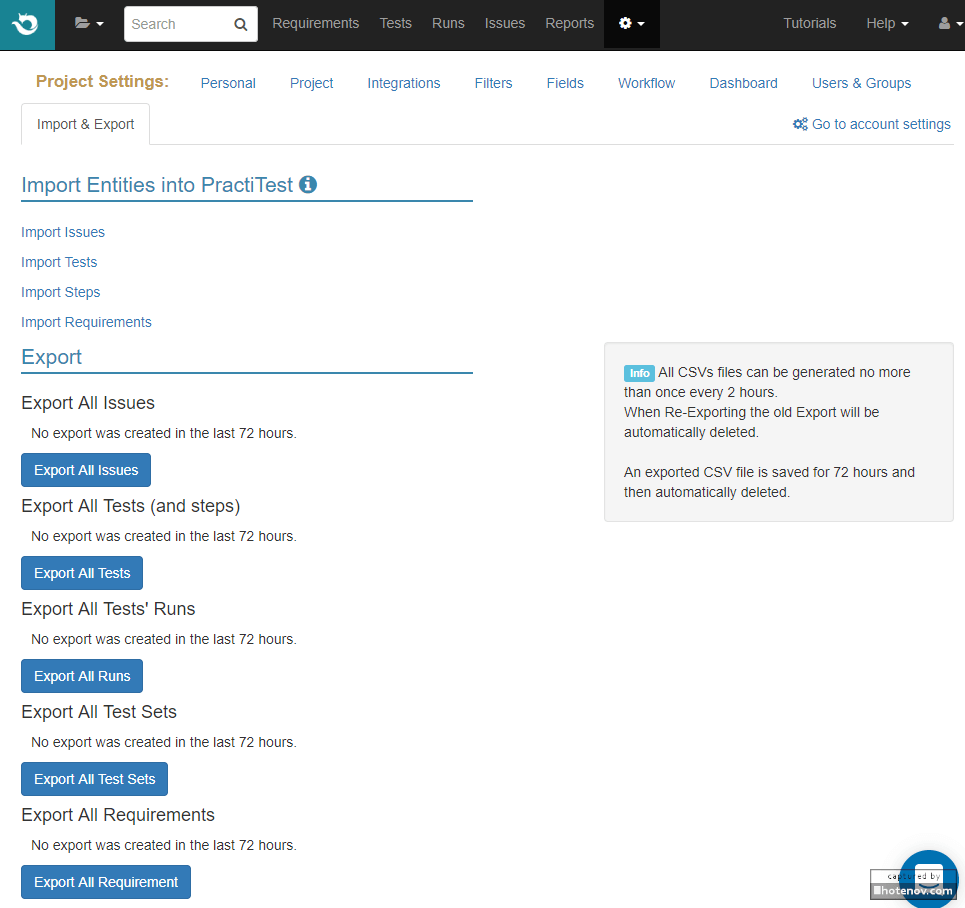 Search
Requirements Tests Runs Issues Reports
Tutorials Help
Project Settings: Personal Project Integrations Filters Fields Workflow Dashboard Users & Groups
Import & Export
Go to account settings
Import Entities into PractiTest
Import Issues
Import Tests
Import Steps
Import Requirements
Export
Export All Issues
No export was created in the last 72 hours.
Export All Issues
Export All Tests (and steps)
No export was created in the last 72 hours.
Export All Tests
Export All Tests' Runs
No export was created in the last 72 hours.
Export All Runs
Export All Test Sets
No export was created in the last 72 hours.
Export All Test Sets
Export All Requirements
No export was created in the last 72 hours.
Export All Requirement
Info All CSVs files can be generated no more
than once every 2 hours.
When Re-Exporting the old Export will be
automatically deleted.
An exported CSV file is saved for 72 hours and
then automatically deleted.
captured by